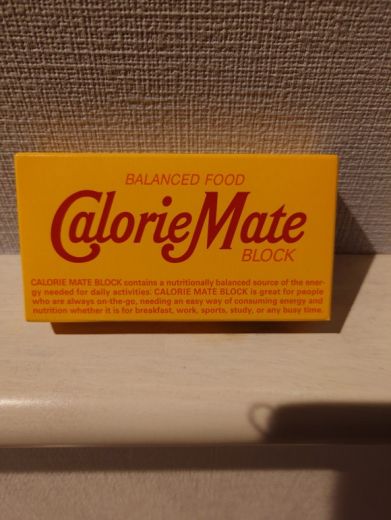 BALANCED FOOD
CalorieMate
BLOCK
CALORIE MATE BLOCK contains a nutritionally balanced source of the ener-
gy needed for daily activities. CALORIE MATE BLOCK is great for people
who are always on-the-go, needing an easy way of consuming energy and
nutrition whether it is for breakfast, work, sports, study, or any busy time.